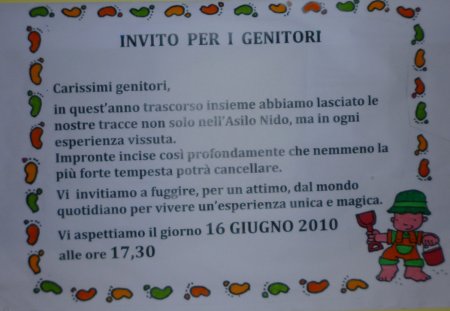 INVITO PER I GENITORI
Carissimi genitori,
in quest'anno trascorso insieme abbiamo lasciato le
nostre tracce non solo nell'Asilo Nido, ma in ogni
esperienza vissuta.
Impronte incise così profondamente che nemmeno la
più forte tempesta potrà cancellare.
Vi invitiamo a fuggire, per un attimo, dal mondo
quotidiano per vivere un'esperienza unica e magica.
Vi aspettiamo il giorno 16 GIUGNO 2010
alle ore 17,30